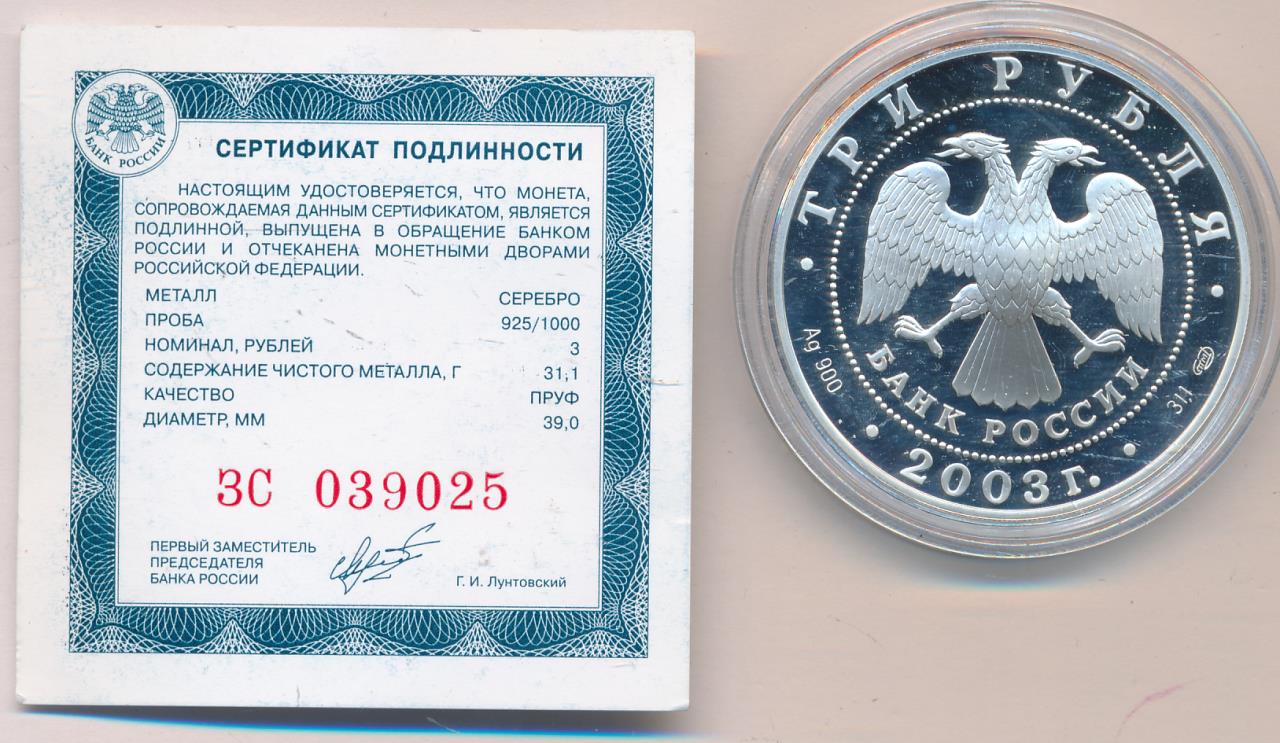 БАНК РОССИИ
СЕРТИФИКАТ ПОДЛИННОСТИ
НАСТОЯЩИМ УДОСТОВЕРЯЕТСЯ, ЧТО МОНЕТА,
СОПРОВОЖДАЕМАЯ ДАННЫМ СЕРТИФИКАТОМ, ЯВЛЯЕТСЯ
ПОДЛИННОЙ, ВЫПУЩЕНА В ОБРАЩЕНИЕ БАНКОМ
РОССИИ И ОТЧЕКАНЕНА МОНЕТНЫМИ ДВОРАМИ
РОССИЙСКОЙ ФЕДЕРАЦИИ.
МЕТАЛЛ СЕРЕБРО
ПРОБА 925/1000
НОМИНАЛ, РУБЛЕЙ 3
СОДЕРЖАНИЕ ЧИСТОГО МЕТАЛЛА, Г 31,1
КАЧЕСТВО ПРУФ
ДИАМЕТР, ММ 39,0
ЗС 039025
ПЕРВЫЙ ЗАМЕСТИТЕЛЬ
ПРЕДСЕДАТЕЛЯ
БАНКА РОССИИ
Г. И. Лунтовский
ТРИ РУБЛЯ
Ag 900
БАНК РОССИИ
31,1
2003 г.